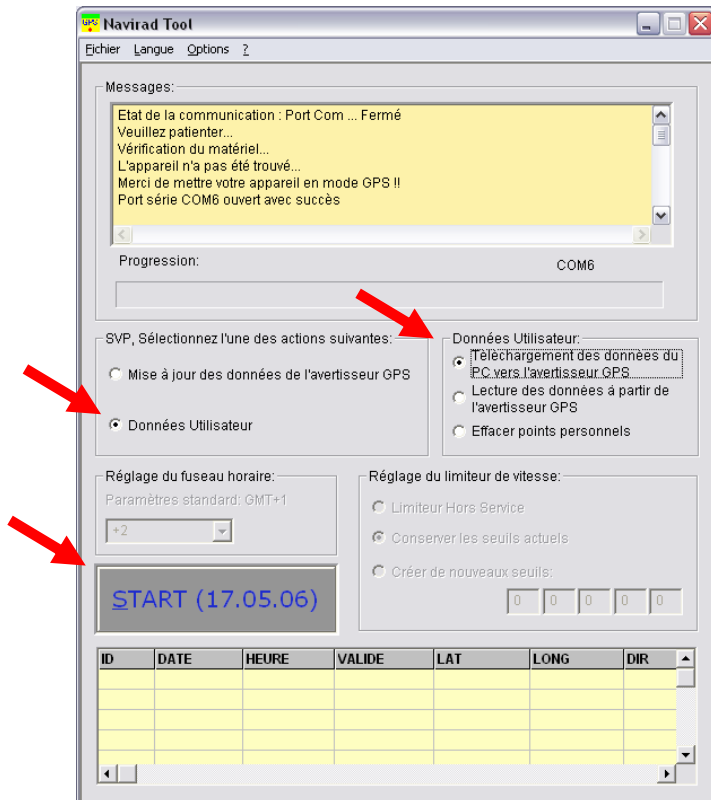 GPS Navirad Tool
Fichier Langue Options ?
Messages:
Etat de la communication : Port Com ... Fermé
Veuillez patienter...
Vérification du matériel...
L'appareil n'a pas été trouvé...
Merci de mettre votre appareil en mode GPS !!
Port série COM6 ouvert avec succès
Progression:
COM6
SVP, Sélectionnez l'une des actions suivantes:
Mise à jour des données de l'avertisseur GPS
Données Utilisateur
Données Utilisateur:
Téléchargement des données du
PC vers l'avertisseur GPS
Lecture des données á partir de
l'avertisseur GPS
Effacer points personnels
Réglage du fuseau horaire:
Paramètres standard: GMT+1
+2
Réglage du limiteur de vitesse:
Limiteur Hors Service
Conserver les seuils actuels
Créer de nouveaux seuils:
0 0 0 0 0
START (17.05.06)
ID DATE HEURE VALIDE LAT LONG DIR